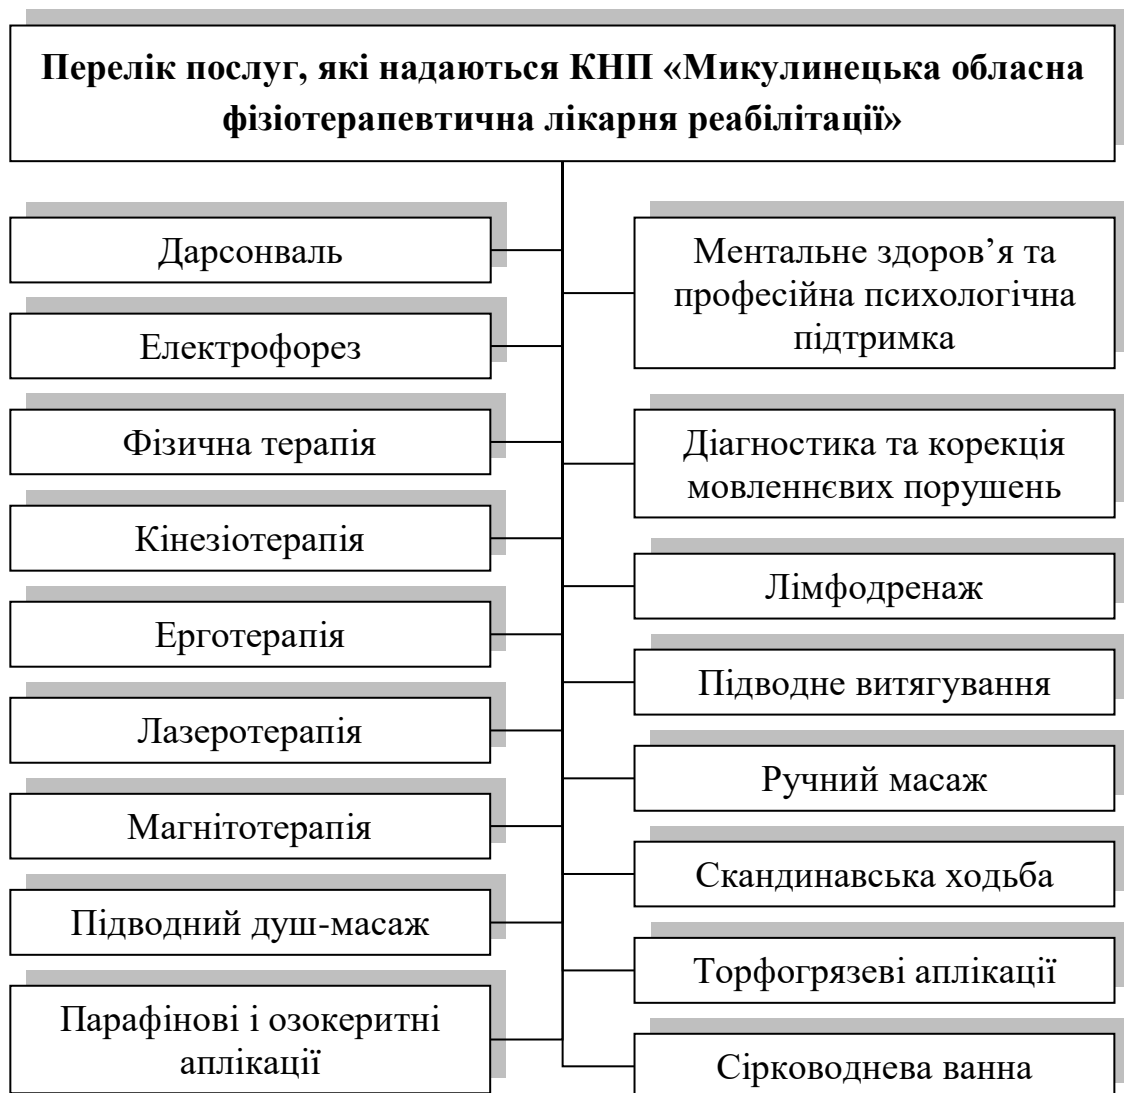 Перелік послуг, які надаються КНП «Микулинецька обласна
фізіотерапевтична лікарня реабілітації»
Дарсонваль
Електрофорез
Фізична терапія
Кінезіотерапія
Ерготерапія
Лазеротерапія
Магнітотерапія
Підводний душ-масаж
Парафінові і озокеритні
аплікації
Ментальне здоров’я та
професійна психологічна
підтримка
Діагностика та корекція
мовленнєвих порушень
Лімфодренаж
Підводне витягування
Ручний масаж
Скандинавська ходьба
Торфогрязеві аплікації
Сірководнева ванна